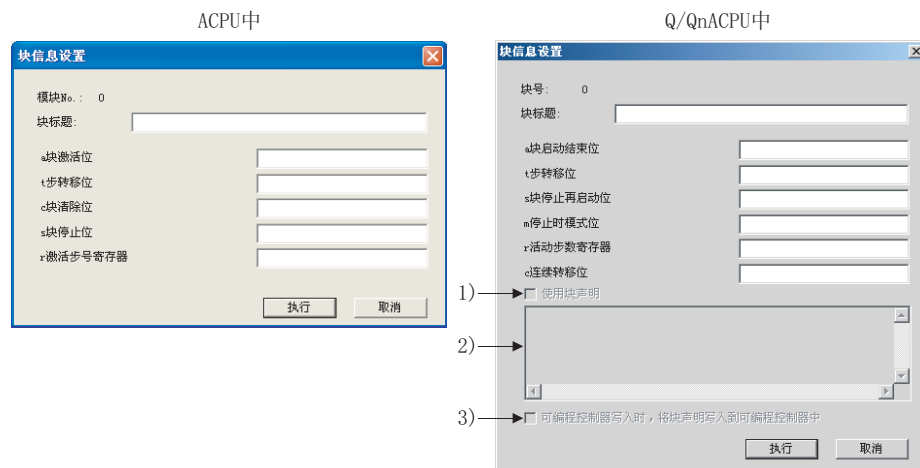 ACPU中
块信息设置
模块No.： 0
块标题:
a块激活位
t步转移位
c块清除位
s块停止位
r激活步号寄存器
执行 取消
Q/QnACPU中
块信息设置
块号: 0
块标题:
a块启动结束位
t步转移位
s块停止再启动位
m停止时模式位
r活动步数寄存器
c连续转移位
1) 使用块声明
2)
3) 可编程控制器写入时，将块声明写入到可编程控制器中
执行 取消